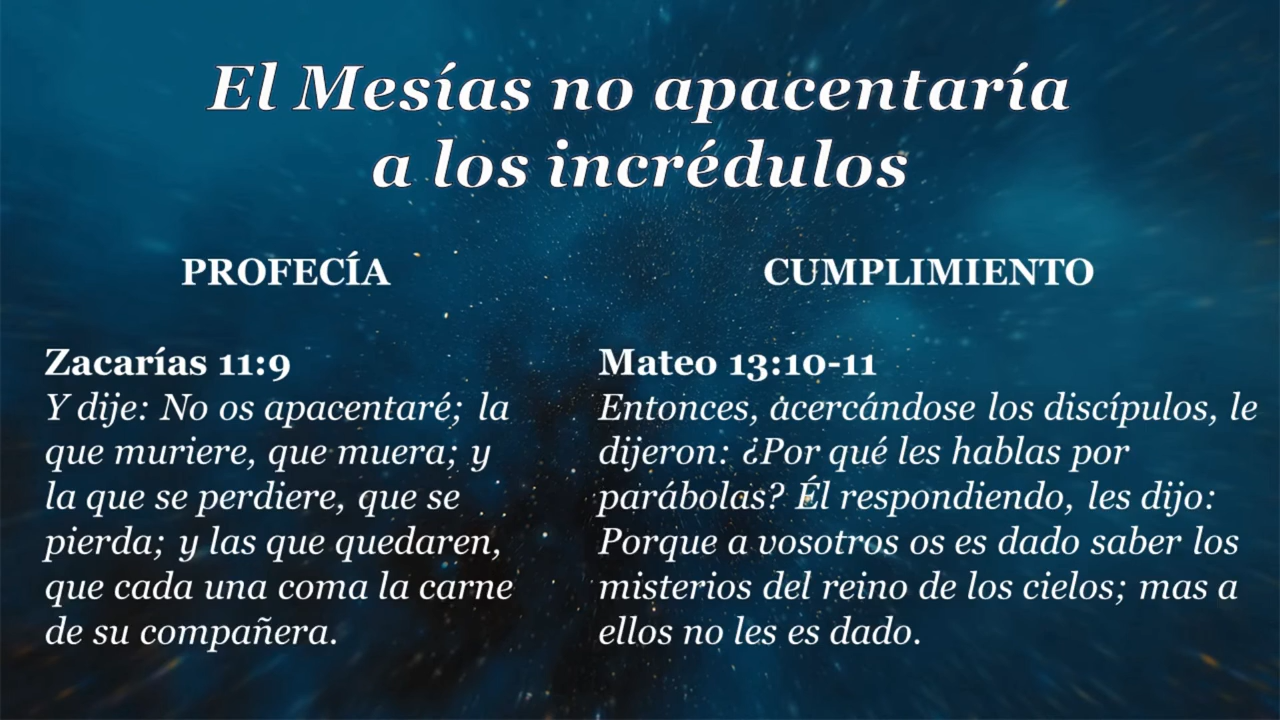 El Mesías no apacentaría
a los incrédulos
PROFECÍA
Zacarías 11:9
Y dije: No os apacentaré; la
que muriere, que muera; y
la que se perdiere, que se
pierda; y las que quedaren,
que cada una coma la carne
de su compañera.
CUMPLIMIENTO
Mateo 13:10-11
Entonces, acercándose los discípulos, le
dijeron: ¿Por qué les hablas por
parábolas? Él respondiendo, les dijo:
Porque a vosotros os es dado saber los
misterios del reino de los cielos; mas a
ellos no les es dado.